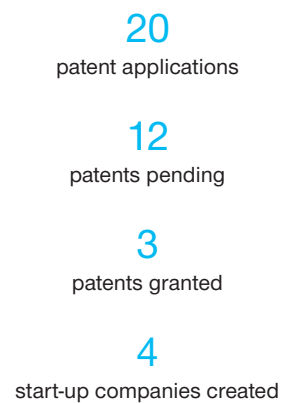 20
patent applications
12
patents pending
3
patents granted
4
start-up companies created